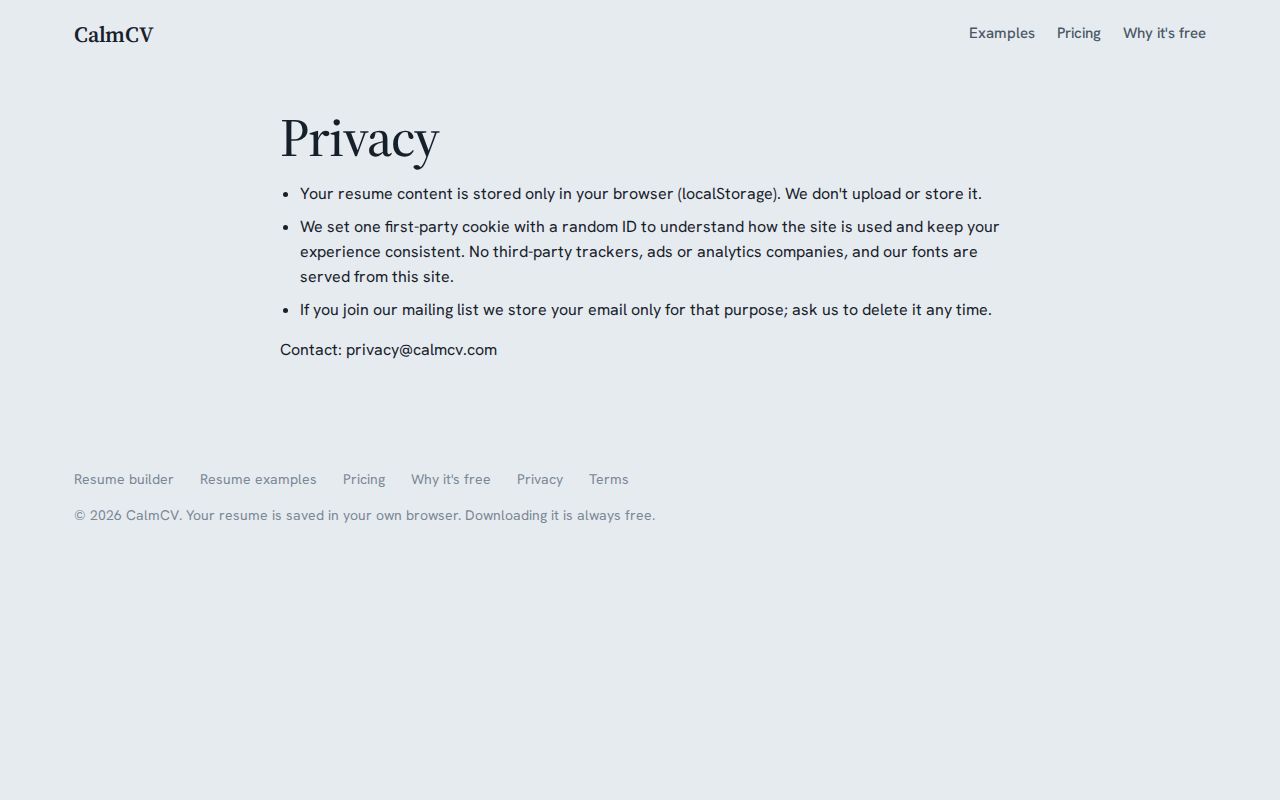 CalmCV
Examples Pricing Why it's free
Privacy
• Your resume content is stored only in your browser (localStorage). We don't upload or store it.
• We set one first-party cookie with a random ID to understand how the site is used and keep your
experience consistent. No third-party trackers, ads or analytics companies, and our fonts are
served from this site.
• If you join our mailing list we store your email only for that purpose; ask us to delete it any time.
Contact: privacy@calmcv.com
Resume builder Resume examples Pricing Why it's free Privacy Terms
© 2026 CalmCV. Your resume is saved in your own browser. Downloading it is always free.